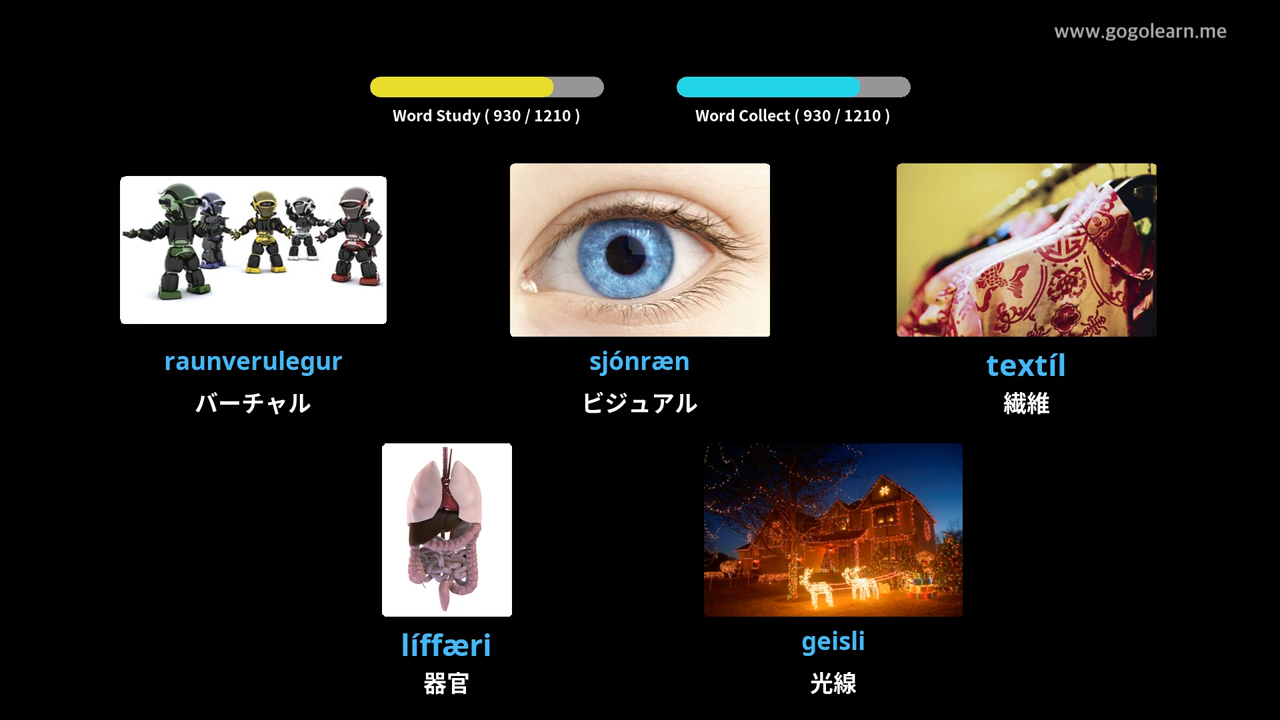 www.gogolearn.me
Word Study ( 930 / 1210 )
Word Collect ( 930 / 1210 )
raunverulegur
バーチャル
sjónræn
ビジュアル
textíl
繊維
líffæri
器官
geisli
光線